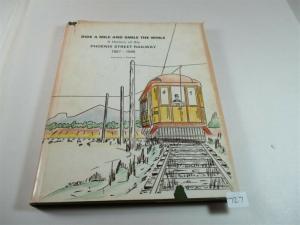 RIDE A MILE AND SMILE THE WHILE
A History of the
PHOENIX STREET RAILWAY
1887 - 1948
727